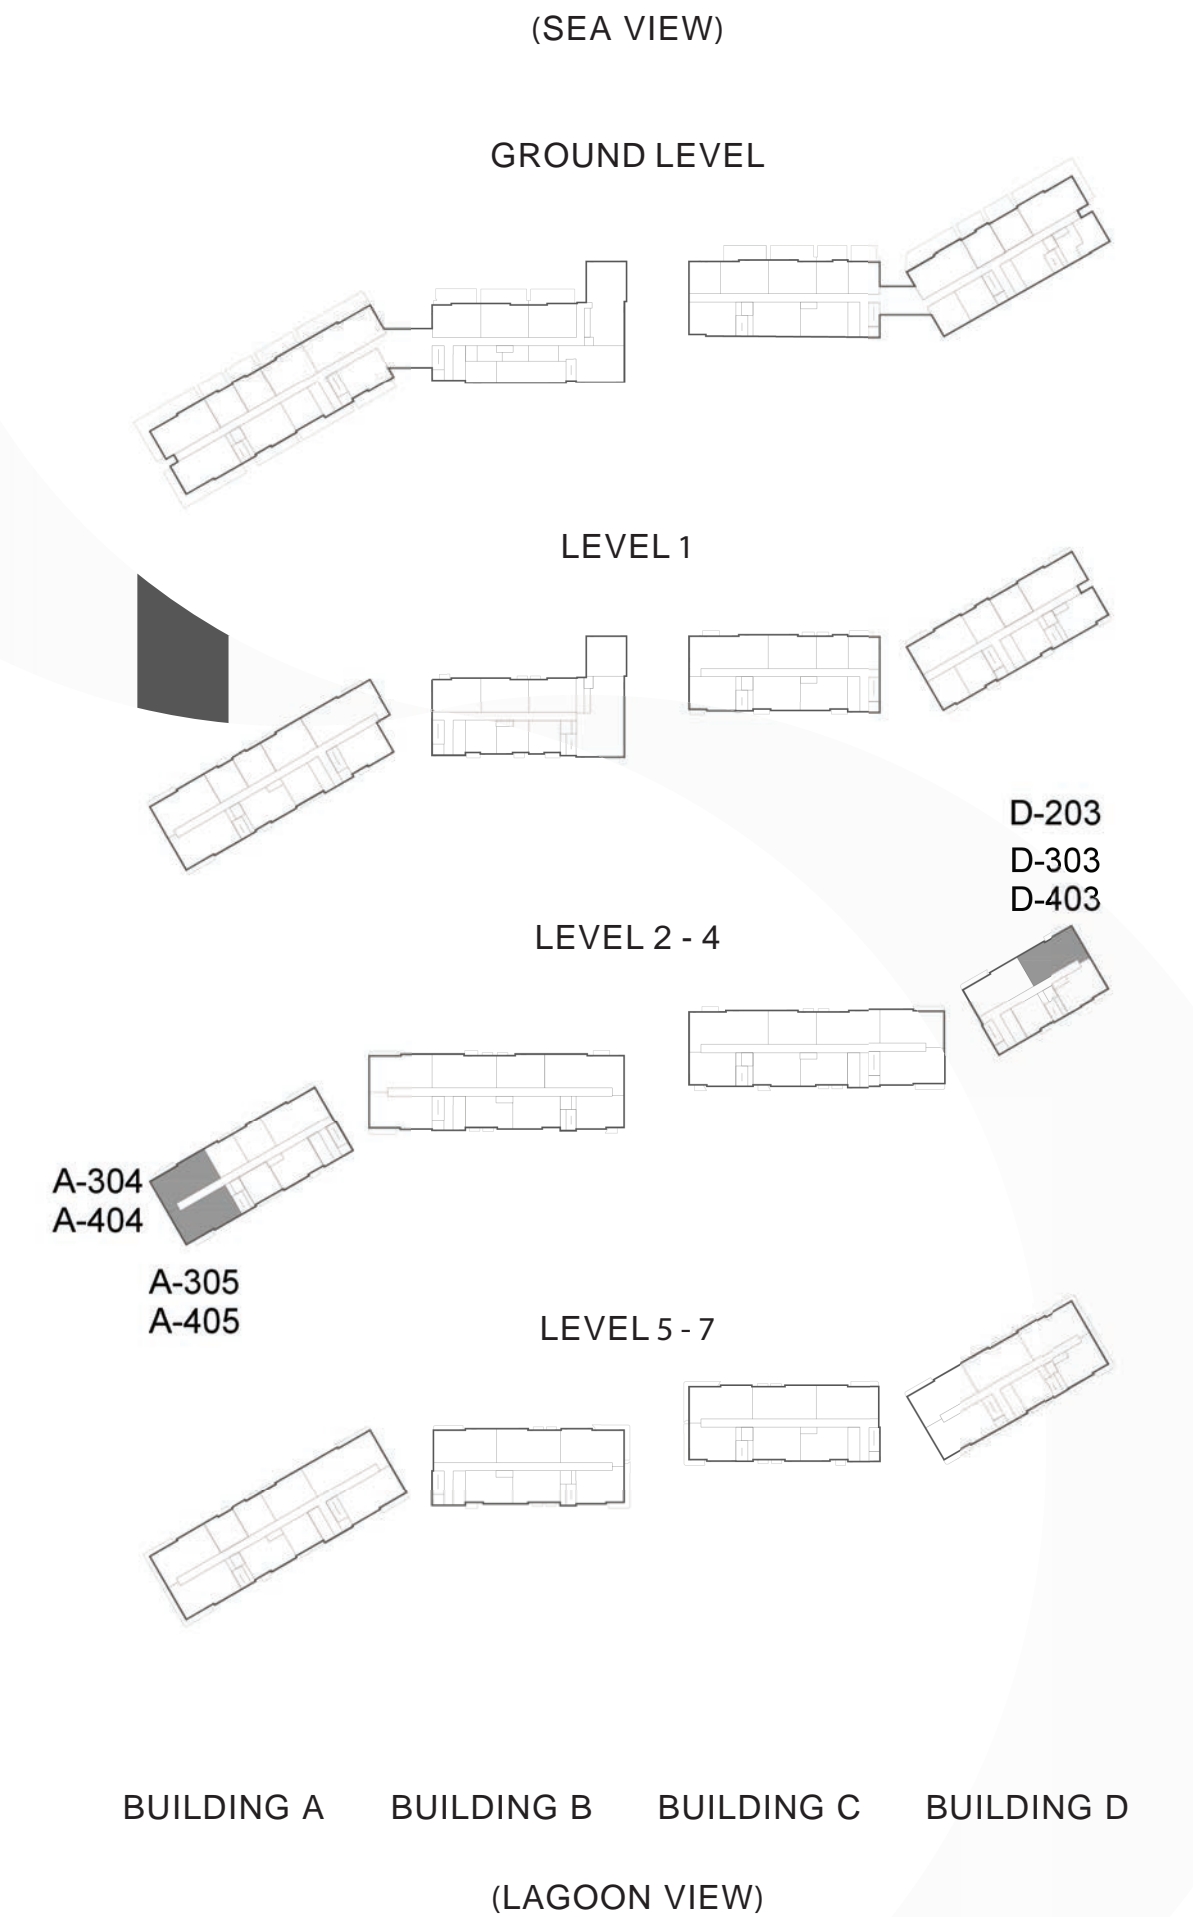 (SEA VIEW)
GROUND LEVEL
LEVEL 1
D-203
D-303
D-403
LEVEL 2 - 4
A-304
A-404
A-305
A-405
LEVEL 5 - 7
BUILDING A
BUILDING B
BUILDING C
BUILDING D
(LAGOON VIEW)